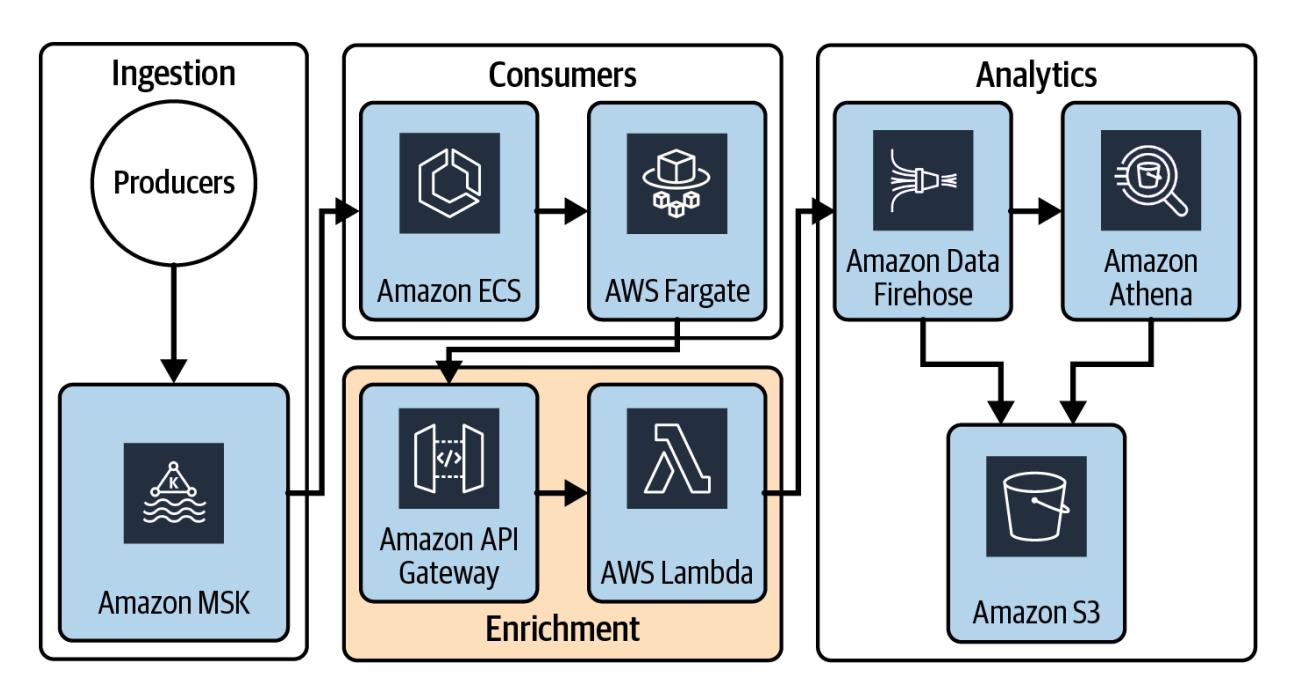 Ingestion
Producers
Amazon MSK
Consumers
Amazon ECS
AWS Fargate
Amazon API
Gateway
AWS Lambda
Enrichment
Analytics
Amazon Data
Firehose
Amazon
Athena
Amazon S3
K
</>